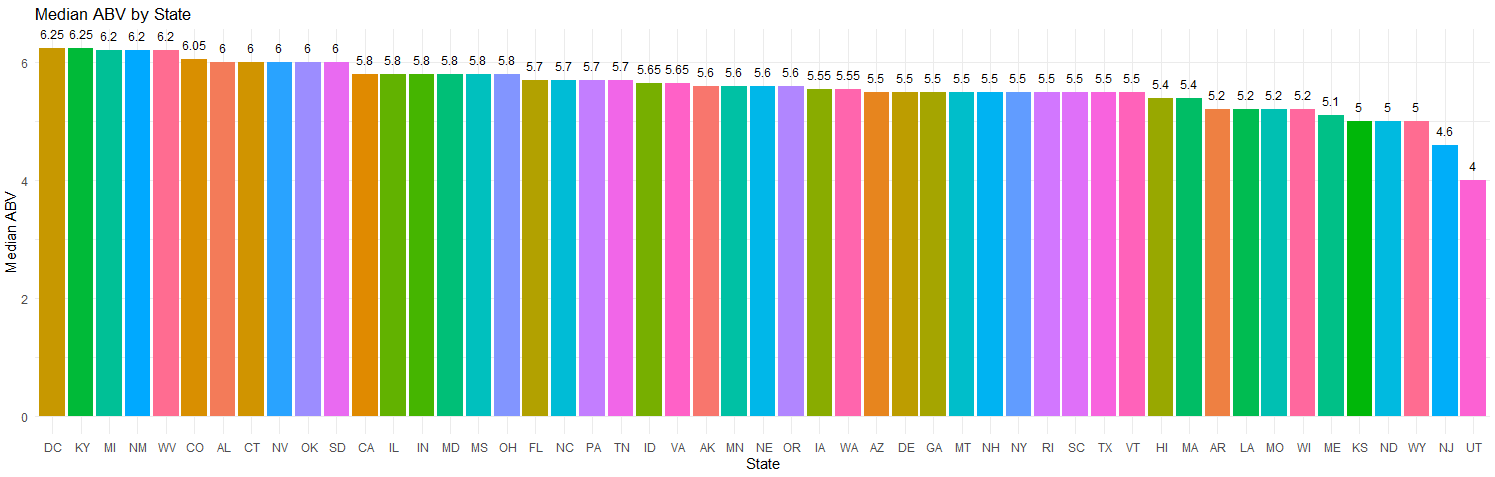 Median ABV by State
6.25 6.25 6.2 6.2 6.2 6.05 6 6 6 6 6 5.8 5.8 5.8 5.8 5.8 5.8 5.7 5.7 5.7 5.7 5.65 5.65 5.6 5.6 5.6 5.6 5.55 5.55 5.5 5.5 5.5 5.5 5.5 5.5 5.5 5.5 5.5 5.5 5.4 5.4 5.2 5.2 5.2 5.2 5.1 5 5 5 4.6 4
Median ABV
6
4
2
0
DC KY MI NM WV CO AL CT NV OK SD CA IL IN MD MS OH FL NC PA TN ID VA AK MN NE OR IA WA AZ DE GA MT NH NY RI SC TX VT HI MA AR LA MO WI ME KS ND WY NJ UT
State